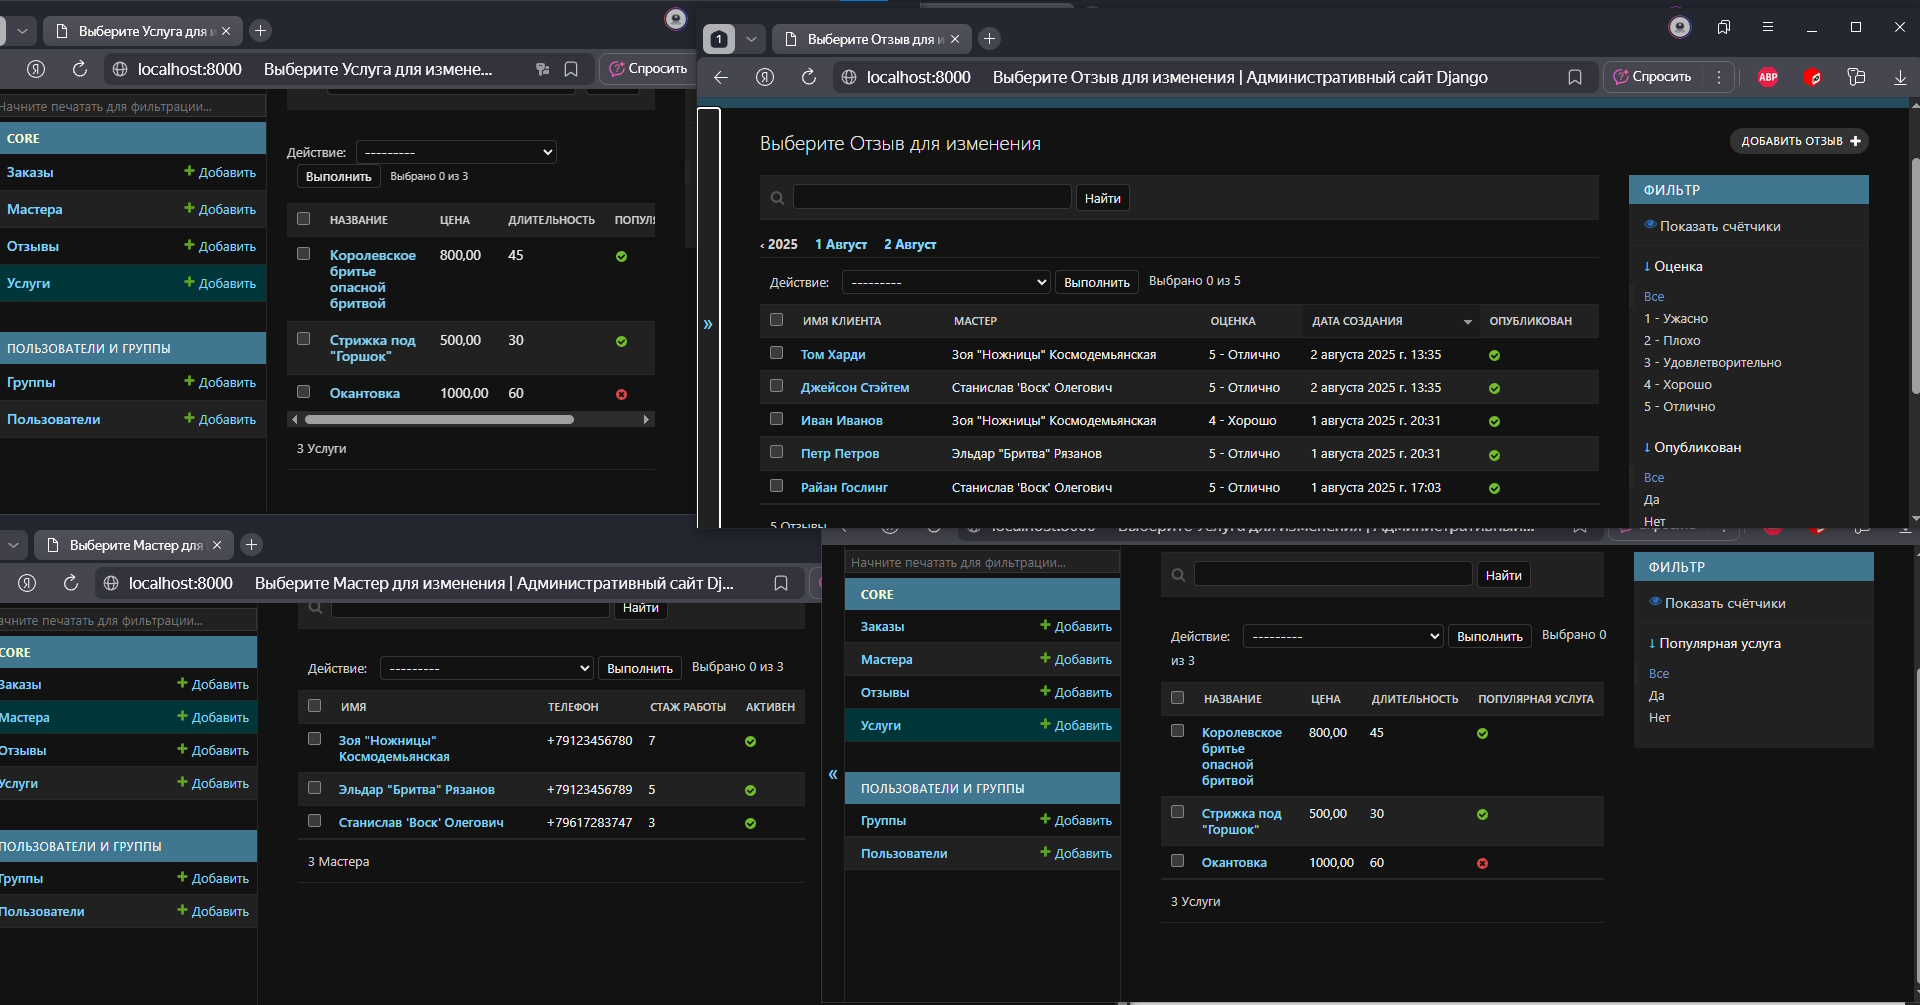 Выберите Услуга для и
localhost:8000 Выберите Услуга для измене... Спросить
Начните печатать для фильтрации...
CORE
Заказы Добавить
Мастера Добавить
Отзывы Добавить
Услуги Добавить
ПОЛЬЗОВАТЕЛИ И ГРУППЫ
Группы Добавить
Пользователи Добавить
Действие: ---------
Выполнить Выбрано 0 из 3
НАЗВАНИЕ ЦЕНА ДЛИТЕЛЬНОСТЬ ПОПУЛЯ
Королевское бритье опасной бритвой 800,00 45
Стрижка под "Горшок" 500,00 30
Окантовка 1000,00 60
3 Услуги
1 Выберите Отзыв для и
Я localhost:8000 Выберите Отзыв для изменения | Административный сайт Django Спросить ABP
Выберите Отзыв для изменения
ДОБАВИТЬ ОТЗЫВ
Найти
‹ 2025 1 Август 2 Август
Действие: --------- Выполнить Выбрано 0 из 5
ИМЯ КЛИЕНТА МАСТЕР ОЦЕНКА ДАТА СОЗДАНИЯ ОПУБЛИКОВАН
Том Харди Зоя "Ножницы" Космодемьянская 5 - Отлично 2 августа 2025 г. 13:35
Джейсон Стэйтем Станислав 'Воск' Олегович 5 - Отлично 2 августа 2025 г. 13:35
Иван Иванов Зоя "Ножницы" Космодемьянская 4 - Хорошо 1 августа 2025 г. 20:31
Петр Петров Эльдар "Бритва" Рязанов 5 - Отлично 1 августа 2025 г. 20:31
Райан Гослинг Станислав 'Воск' Олегович 5 - Отлично 1 августа 2025 г. 17:03
5 Отзывы
ФИЛЬТР
Показать счётчики
↓ Оценка
Все
1 - Ужасно
2 - Плохо
3 - Удовлетворительно
4 - Хорошо
5 - Отлично
↓ Опубликован
Все
Да
Нет
Выберите Мастер для
Я localhost:8000 Выберите Мастер для изменения | Административный сайт Dj...
ачните печатать для фильтрации...
CORE
Заказы Добавить
Мастера Добавить
Отзывы Добавить
Услуги Добавить
ПОЛЬЗОВАТЕЛИ И ГРУППЫ
Группы Добавить
Пользователи Добавить
Найти
Действие: --------- Выполнить Выбрано 0 из 3
ИМЯ ТЕЛЕФОН СТАЖ РАБОТЫ АКТИВЕН
Зоя "Ножницы" Космодемьянская +79123456780 7
Эльдар "Бритва" Рязанов +79123456789 5
Станислав 'Воск' Олегович +79617283747 3
3 Мастера
localhost:8000 Выберите Услуга для изменения | Административный...
Начните печатать для фильтрации...
CORE
Заказы Добавить
Мастера Добавить
Отзывы Добавить
Услуги Добавить
ПОЛЬЗОВАТЕЛИ И ГРУППЫ
Группы Добавить
Пользователи Добавить
Найти
Действие: --------- Выполнить Выбрано 0
из 3
НАЗВАНИЕ ЦЕНА ДЛИТЕЛЬНОСТЬ ПОПУЛЯРНАЯ УСЛУГА
Королевское бритье опасной бритвой 800,00 45
Стрижка под "Горшок" 500,00 30
Окантовка 1000,00 60
3 Услуги
ФИЛЬТР
Показать счётчики
↓ Популярная услуга
Все
Да
Нет